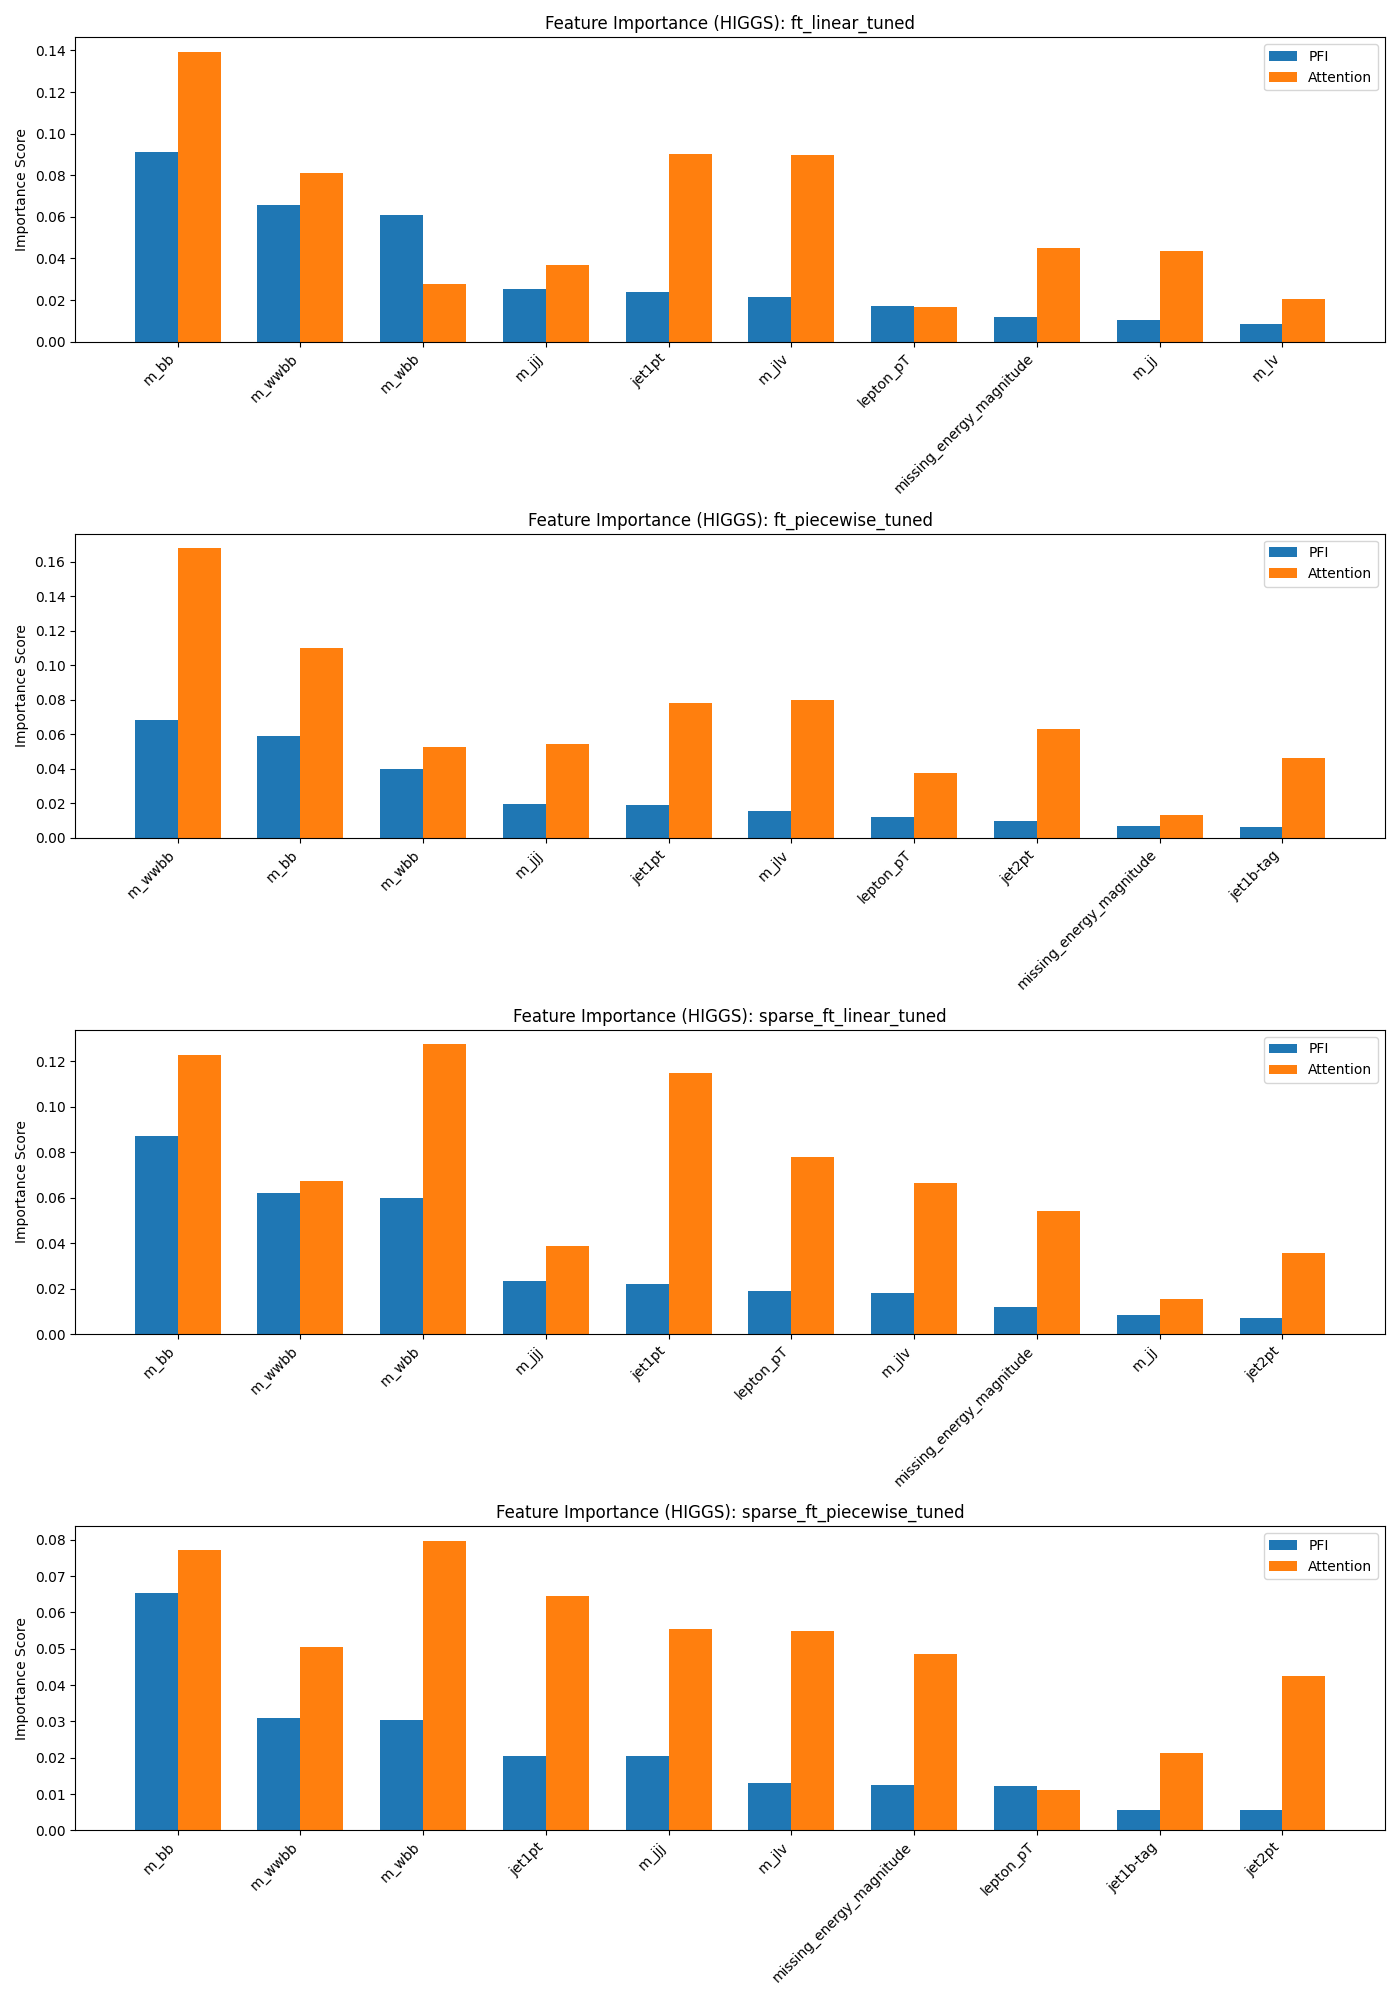 Feature Importance (HIGGS): ft_linear_tuned
PFI
Attention
Importance Score
0.14
0.12
0.10
0.08
0.06
0.04
0.02
0.00
m_bb
m_wwbb
m_wbb
m_jjj
jet1pt
m_jlv
lepton_pT
missing_energy_magnitude
m_jj
m_lv
Feature Importance (HIGGS): ft_piecewise_tuned
PFI
Attention
Importance Score
0.16
0.14
0.12
0.10
0.08
0.06
0.04
0.02
0.00
m_wwbb
m_bb
m_wbb
m_jjj
jet1pt
m_jlv
lepton_pT
jet2pt
missing_energy_magnitude
jet1b-tag
Feature Importance (HIGGS): sparse_ft_linear_tuned
PFI
Attention
Importance Score
0.12
0.10
0.08
0.06
0.04
0.02
0.00
m_bb
m_wwbb
m_wbb
m_jjj
jet1pt
lepton_pT
m_jlv
missing_energy_magnitude
m_jj
jet2pt
Feature Importance (HIGGS): sparse_ft_piecewise_tuned
PFI
Attention
Importance Score
0.08
0.07
0.06
0.05
0.04
0.03
0.02
0.01
0.00
m_bb
m_wwbb
m_wbb
jet1pt
m_jjj
m_jlv
missing_energy_magnitude
lepton_pT
jet1b-tag
jet2pt